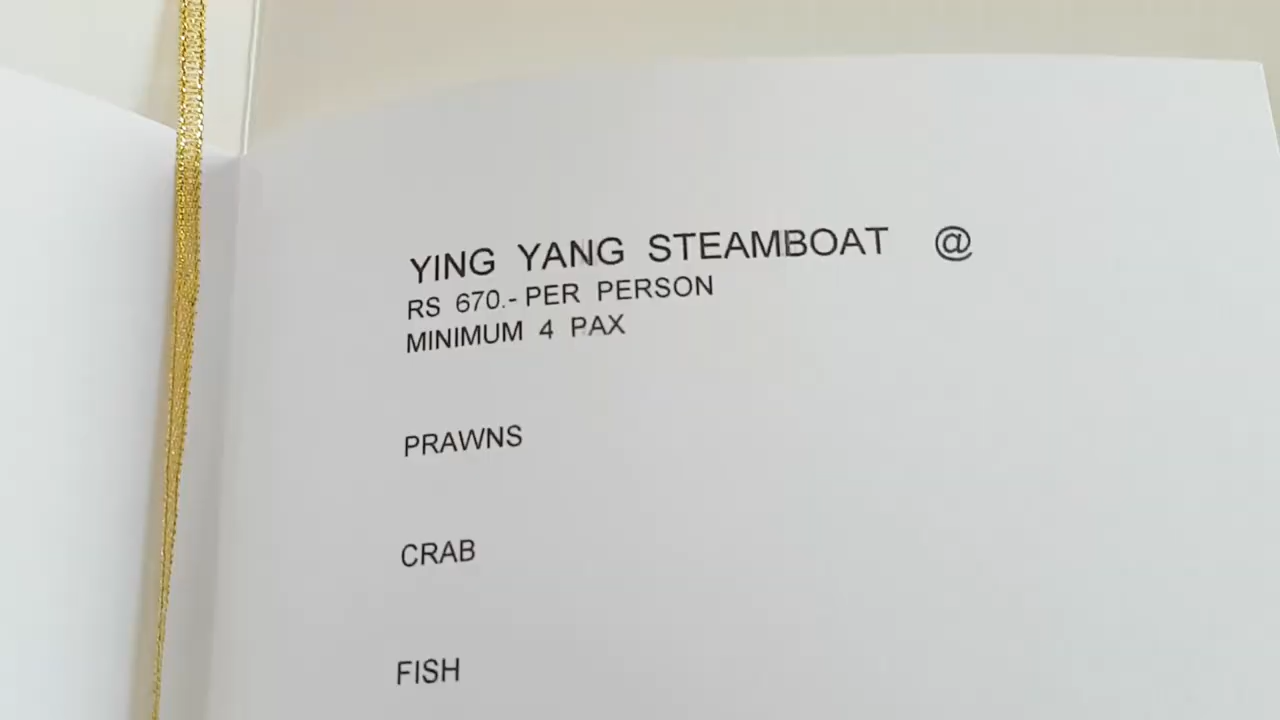 YING YANG STEAMBOAT @
RS 670.- PER PERSON
MINIMUM 4 PAX
PRAWNS
CRAB
FISH